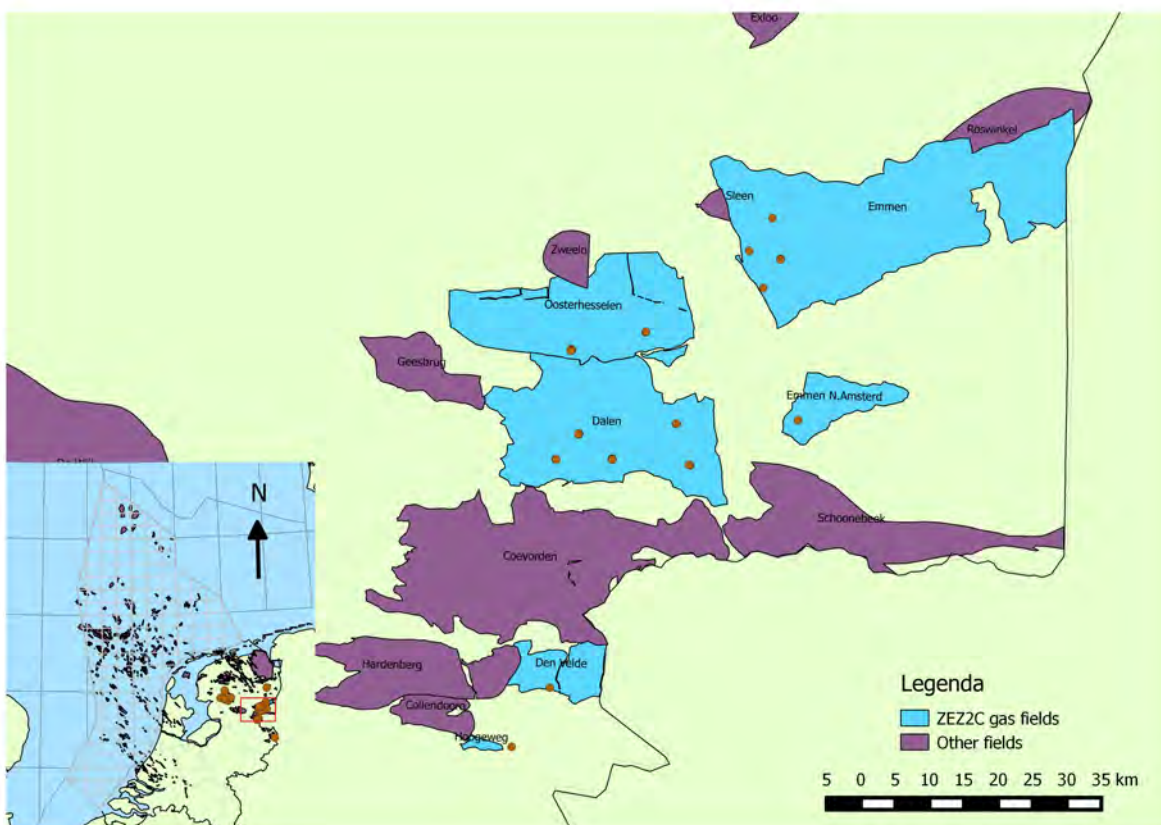 Exloo
Roswinkel
Sleen
Emmen
Zweelo
Oosterhesselen
Geesbrug
Emmen N.Amsterd
Dalen
Schoonebeek
Coevorden
N
Hardenberg
Den Velde
Collendoorn
Hoogeweg
Legenda
ZEZ2C gas fields
Other fields
5 0 5 10 15 20 25 30 35 km